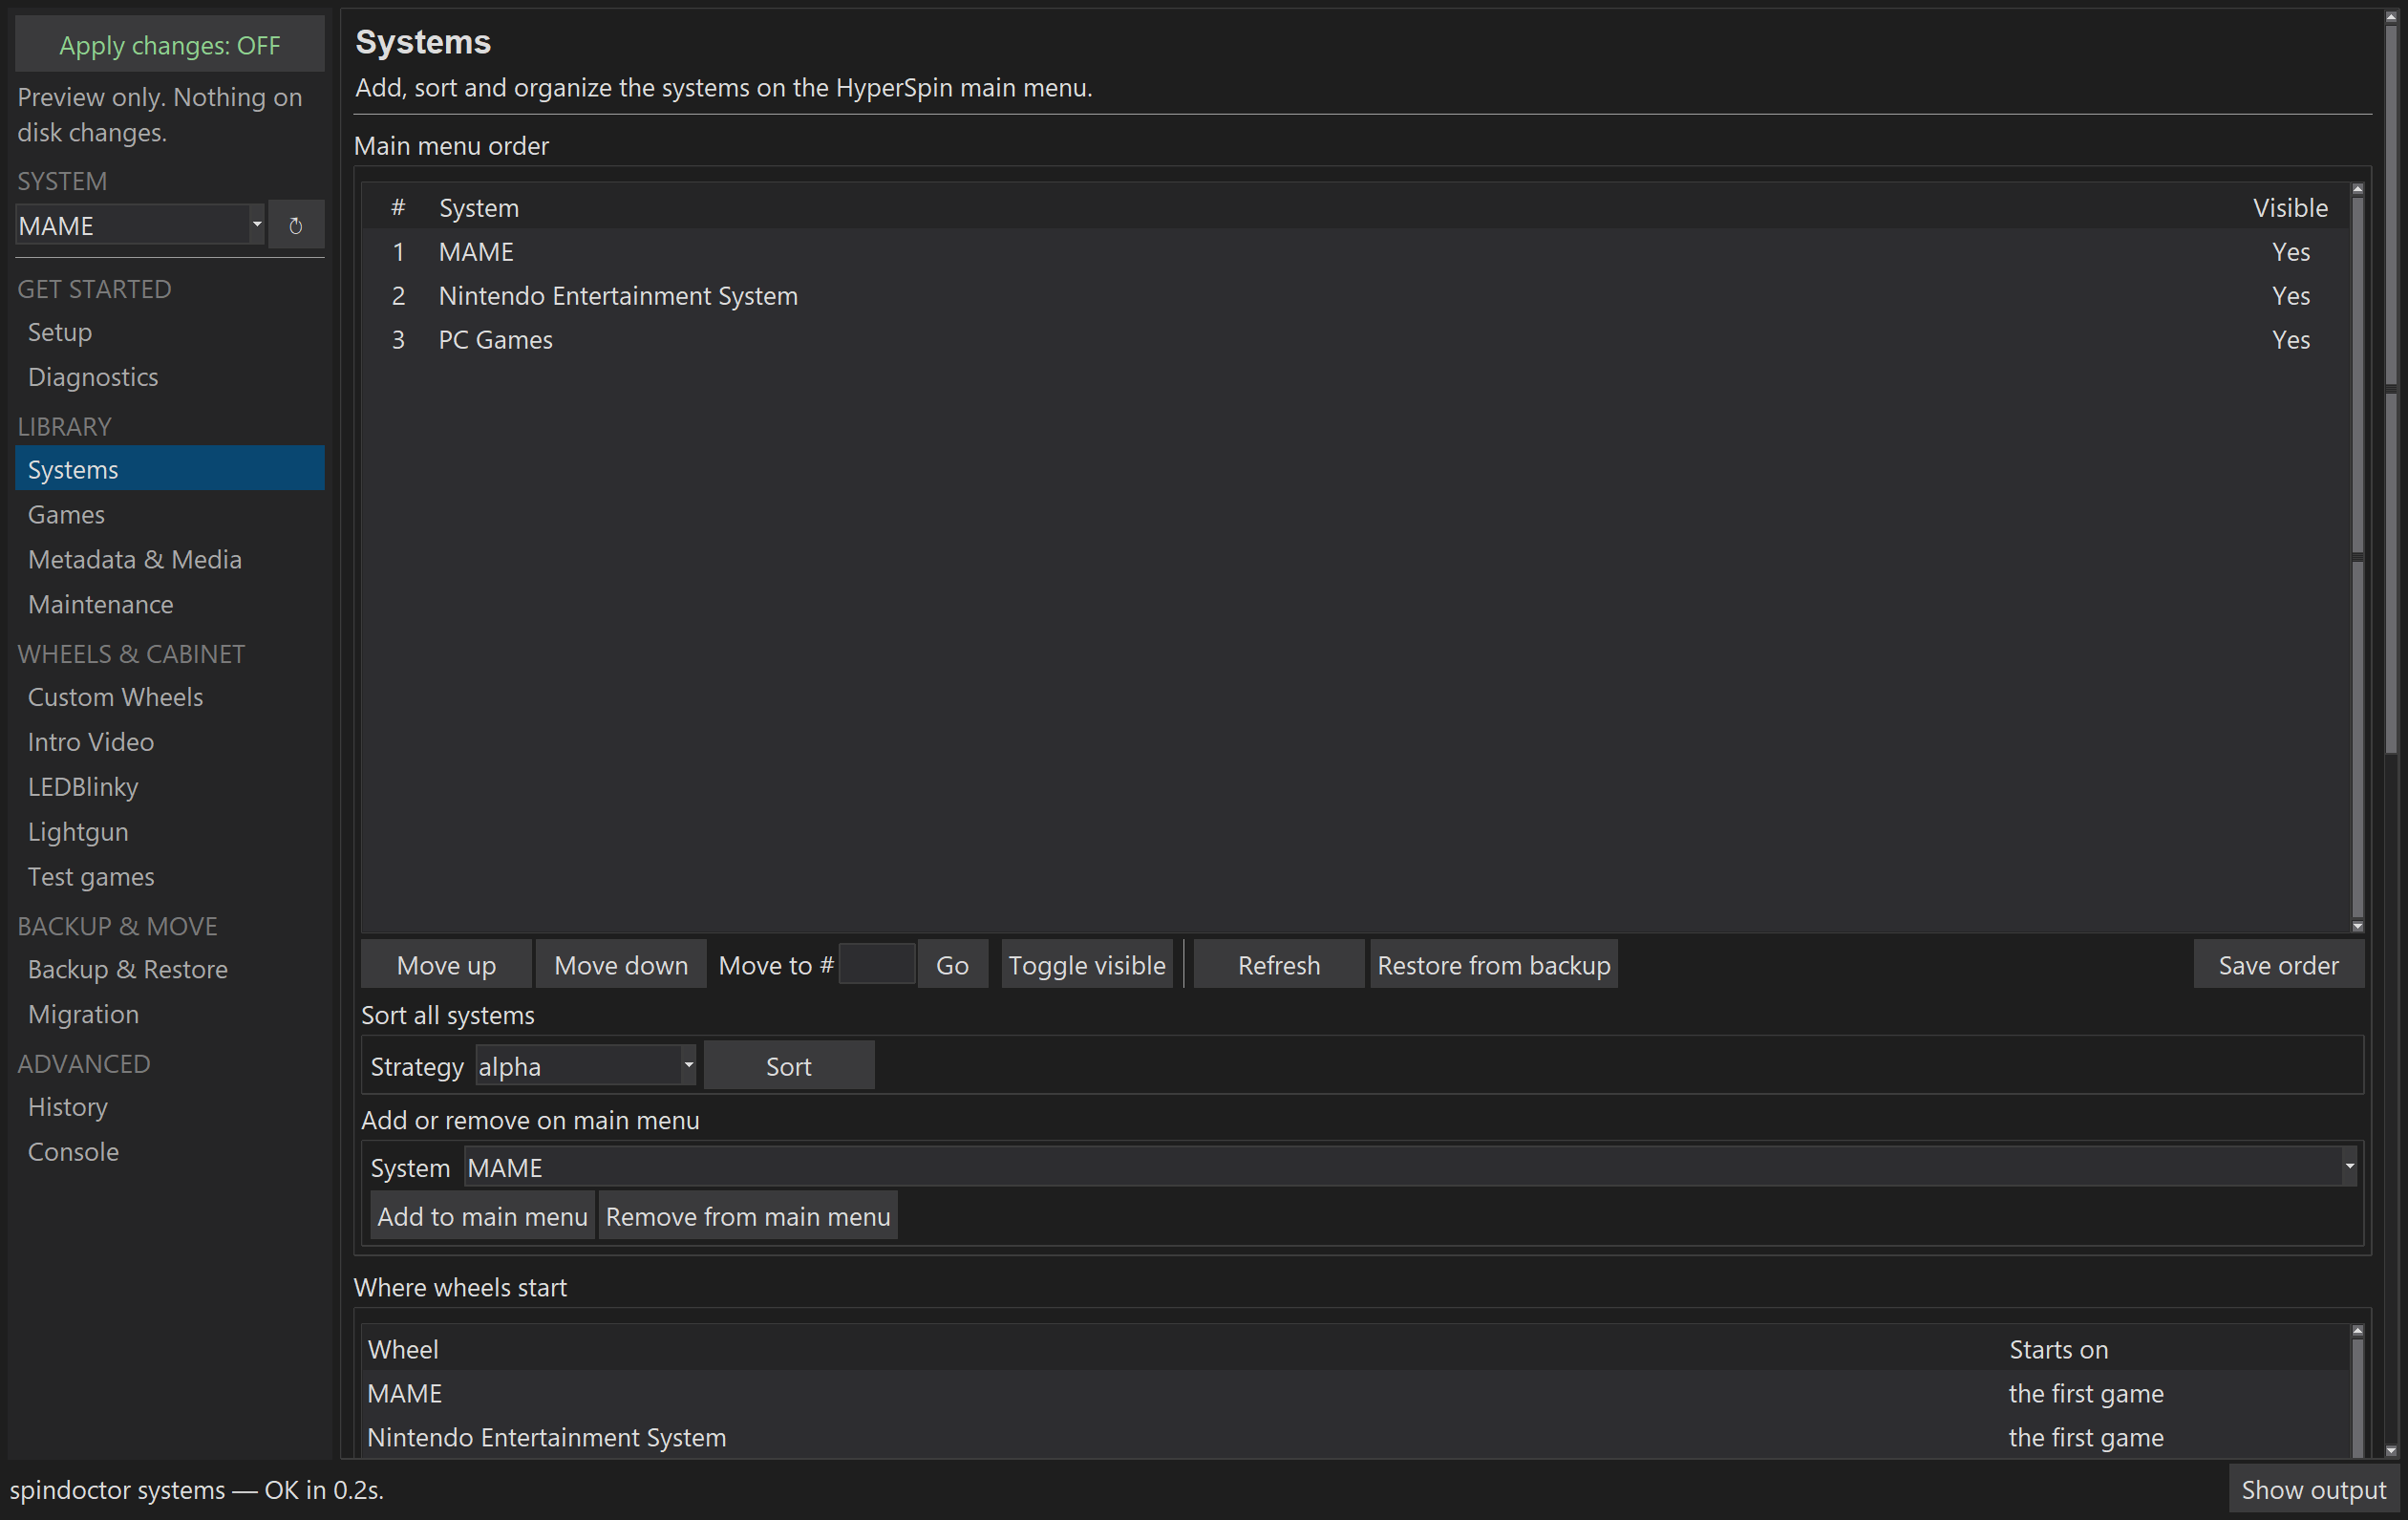 Apply changes: OFF
Preview only. Nothing on
disk changes.
SYSTEM
MAME
GET STARTED
Setup
Diagnostics
LIBRARY
Systems
Games
Metadata & Media
Maintenance
WHEELS & CABINET
Custom Wheels
Intro Video
LEDBlinky
Lightgun
Test games
BACKUP & MOVE
Backup & Restore
Migration
ADVANCED
History
Console
Systems
Add, sort and organize the systems on the HyperSpin main menu.
Main menu order
# System Visible
1 MAME Yes
2 Nintendo Entertainment System Yes
3 PC Games Yes
Move up Move down Move to # Go Toggle visible Refresh Restore from backup Save order
Sort all systems
Strategy alpha Sort
Add or remove on main menu
System MAME
Add to main menu Remove from main menu
Where wheels start
Wheel Starts on
MAME the first game
Nintendo Entertainment System the first game
spindoctor systems — OK in 0.2s. Show output